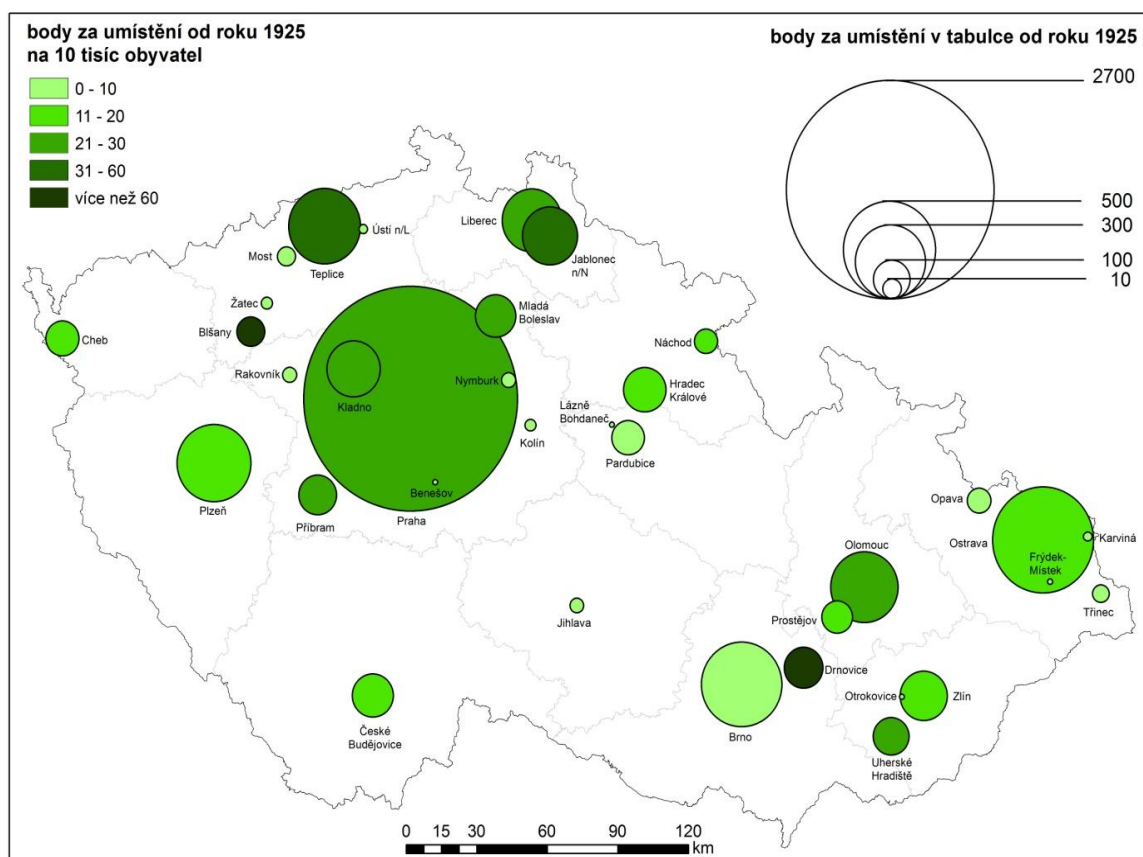 body za umístění od roku 1925
na 10 tisíc obyvatel
0 - 10
11 - 20
21 - 30
31 - 60
více než 60
body za umístění v tabulce od roku 1925
2700
500
300
100
10
Liberec
Jablonec
n/N
Ústí n/L
Most
Teplice
Žatec
Blšany
Mladá
Boleslav
Cheb
Náchod
Rakovník
Kladno
Nymburk
Hradec
Králové
Lázně
Bohdaneč
Kolín
Pardubice
Plzeň
Příbram
Benešov
Praha
Opava
Ostrava
Karviná
Frýdek-
Místek
Třinec
Olomouc
Prostějov
Jihlava
Drnovice
Brno
Otrokovice
Zlín
Uherské
Hradiště
České
Budějovice
0 15 30 60 90 120
km